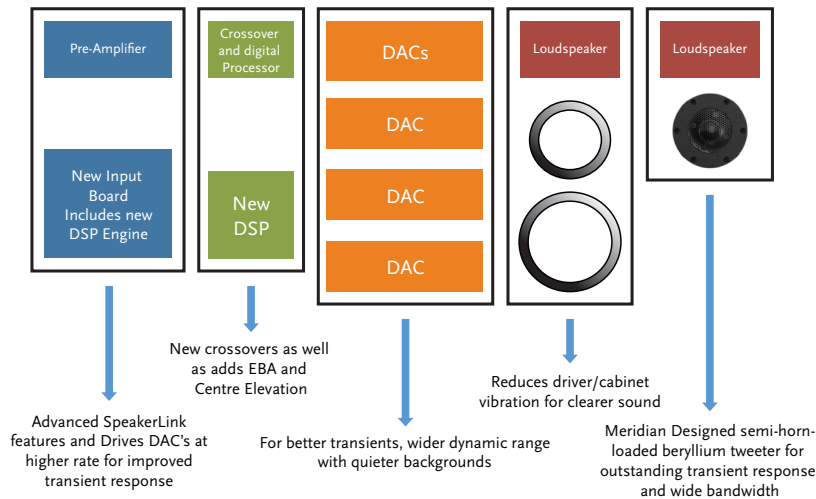 Pre-Amplifier
New Input
Board
Includes new
DSP Engine
Advanced SpeakerLink
features and Drives DAC's at
higher rate for improved
transient response
Crossover
and digital
Processor
New
DSP
New crossovers as well
as adds EBA and
Centre Elevation
DACs
DAC
DAC
DAC
For better transients, wider dynamic range
with quieter backgrounds
Loudspeaker
Reduces driver/cabinet
vibration for clearer sound
Loudspeaker
Meridian Designed semi-horn-
loaded beryllium tweeter for
outstanding transient response
and wide bandwidth